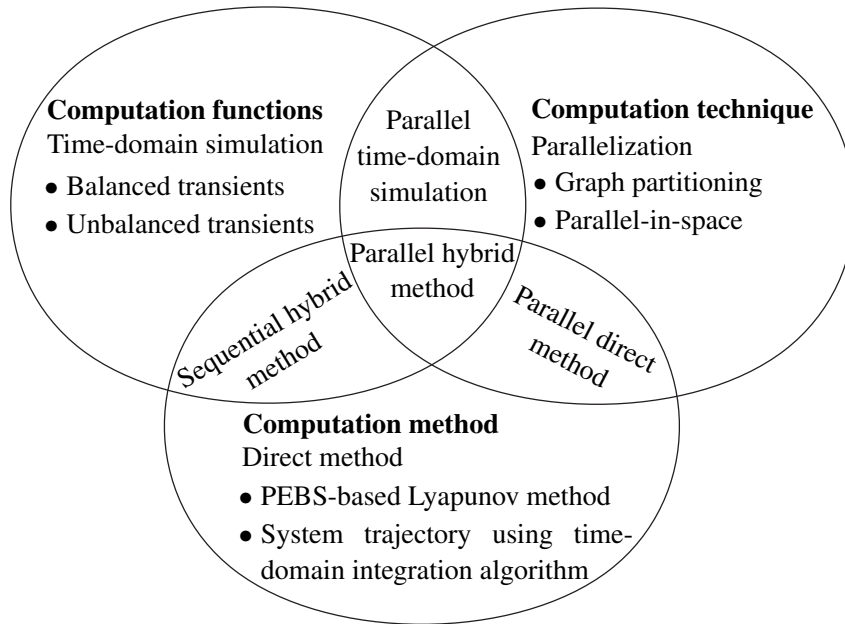 Computation functions
Time-domain simulation
• Balanced transients
• Unbalanced transients
Parallel
time-domain
simulation
Computation technique
Parallelization
• Graph partitioning
• Parallel-in-space
Parallel hybrid
method
Sequential hybrid
method
Parallel direct
method
Computation method
Direct method
• PEBS-based Lyapunov method
• System trajectory using time-
domain integration algorithm